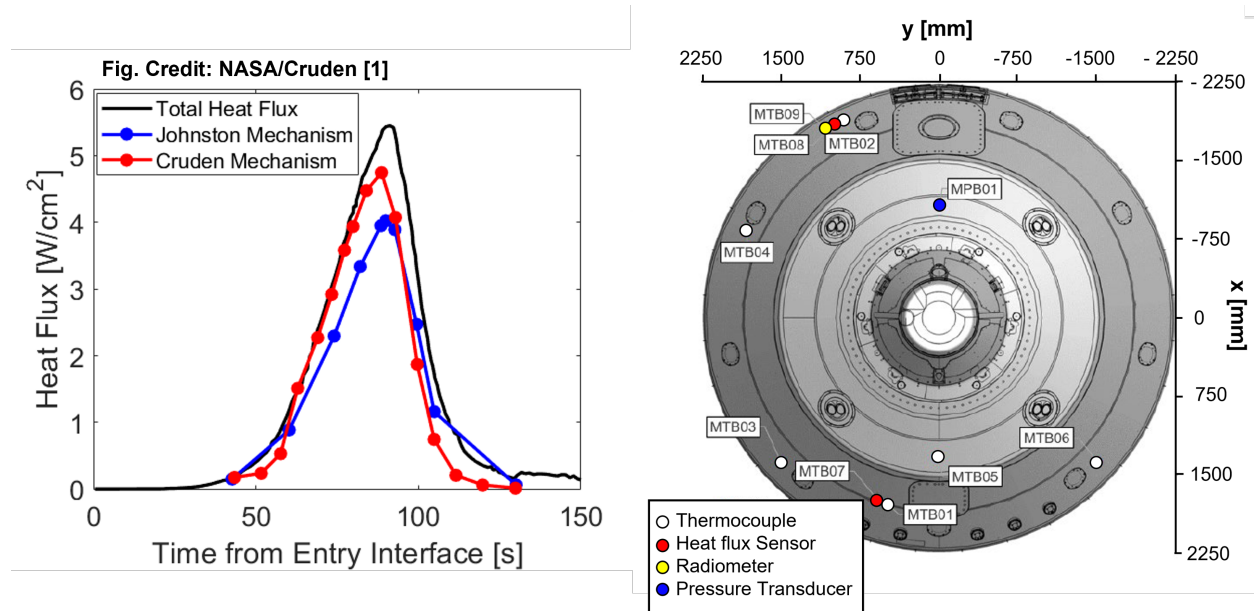 Fig. Credit: NASA/Cruden [1]
6
5
4
3
2
1
0
Heat Flux [W/cm2]
Total Heat Flux
Johnston Mechanism
Cruden Mechanism
0 50 100 150
Time from Entry Interface [s]
y [mm]
2250 1500 750 0 -750 -1500 - 2250
- 2250
-1500
-750
0
750
1500
2250
x [mm]
MTB09
MTB08
MTB02
MPB01
MTB04
MTB03
MTB06
MTB07
MTB05
MTB01
Thermocouple
Heat flux Sensor
Radiometer
Pressure Transducer